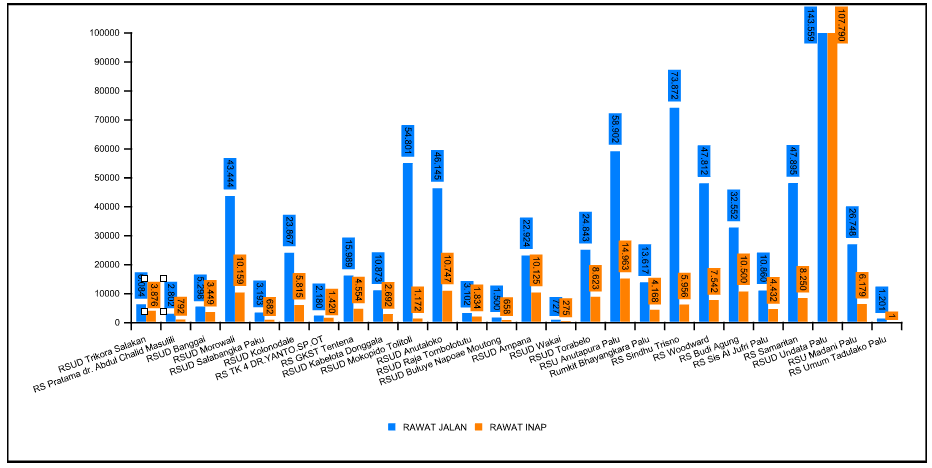 100000
90000
80000
70000
60000
50000
40000
30000
20000
10000
0
3.876
792
5.298
3.449
43.444
10.159
3.193
682
23.867
5.815
2.180
1.420
15.989
4.554
10.873
2.692
54.801
1.172
46.145
10.747
3.102
1.834
1.500
658
22.924
10.125
727
275
24.843
8.623
58.902
14.963
13.617
4.168
73.872
5.956
47.812
7.542
32.552
10.500
10.860
4.432
47.895
8.250
143.559
107.790
26.748
6.179
1.201
1
RSUD Trikora Salakan
RS Pratama dr. Abdul Chalid Masulili
RSUD Banggai
RSUD Morowali
RSUD Salabangka Paku
RSUD Kolonodale
RS TK 4 DR.YANTO SP.OT
RS GKST Tentena
RSUD Kabelota Donggala
RSUD Mokopido Tolitoli
RSUD Anutaloko
RSUD Raja Tombolotutu
RSUD Buluye Napoae Moutong
RSUD Ampana
RSUD Wakai
RSUD Torabelo
RSU Anutapura Palu
Rumkit Bhayangkara Palu
RS Sindhu Trisno
RS Woodward
RS Budi Agung
RS Sis Al Jufri Palu
RS Samaritan
RSUD Undata Palu
RSU Madani Palu
RS Umum Tadulako Palu
RAWAT JALAN RAWAT INAP